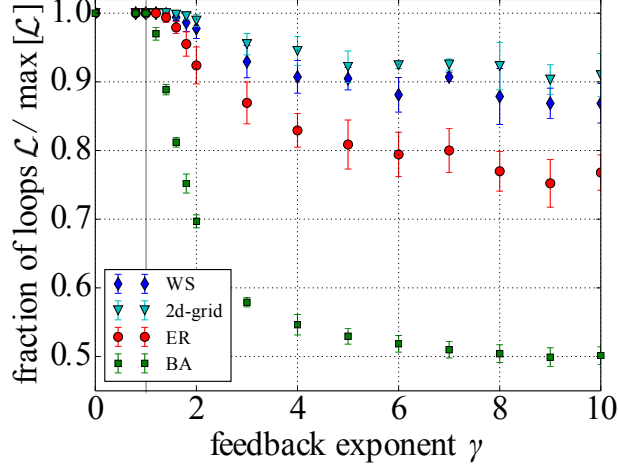 fraction of loops ℒ / max [ℒ]
1.0
0.9
0.8
0.7
0.6
0.5
WS
2d-grid
ER
BA
0 2 4 6 8 10
feedback exponent γ